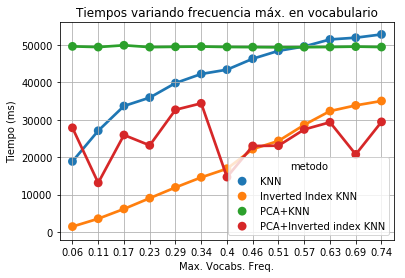 Tiempos variando frecuencia máx. en vocabulario
Tiempo (ms)
50000
40000
30000
20000
10000
0
metodo
KNN
Inverted Index KNN
PCA+KNN
PCA+Inverted index KNN
0.06 0.11 0.17 0.23 0.29 0.34 0.4 0.46 0.51 0.57 0.63 0.69 0.74
Max. Vocabs. Freq.